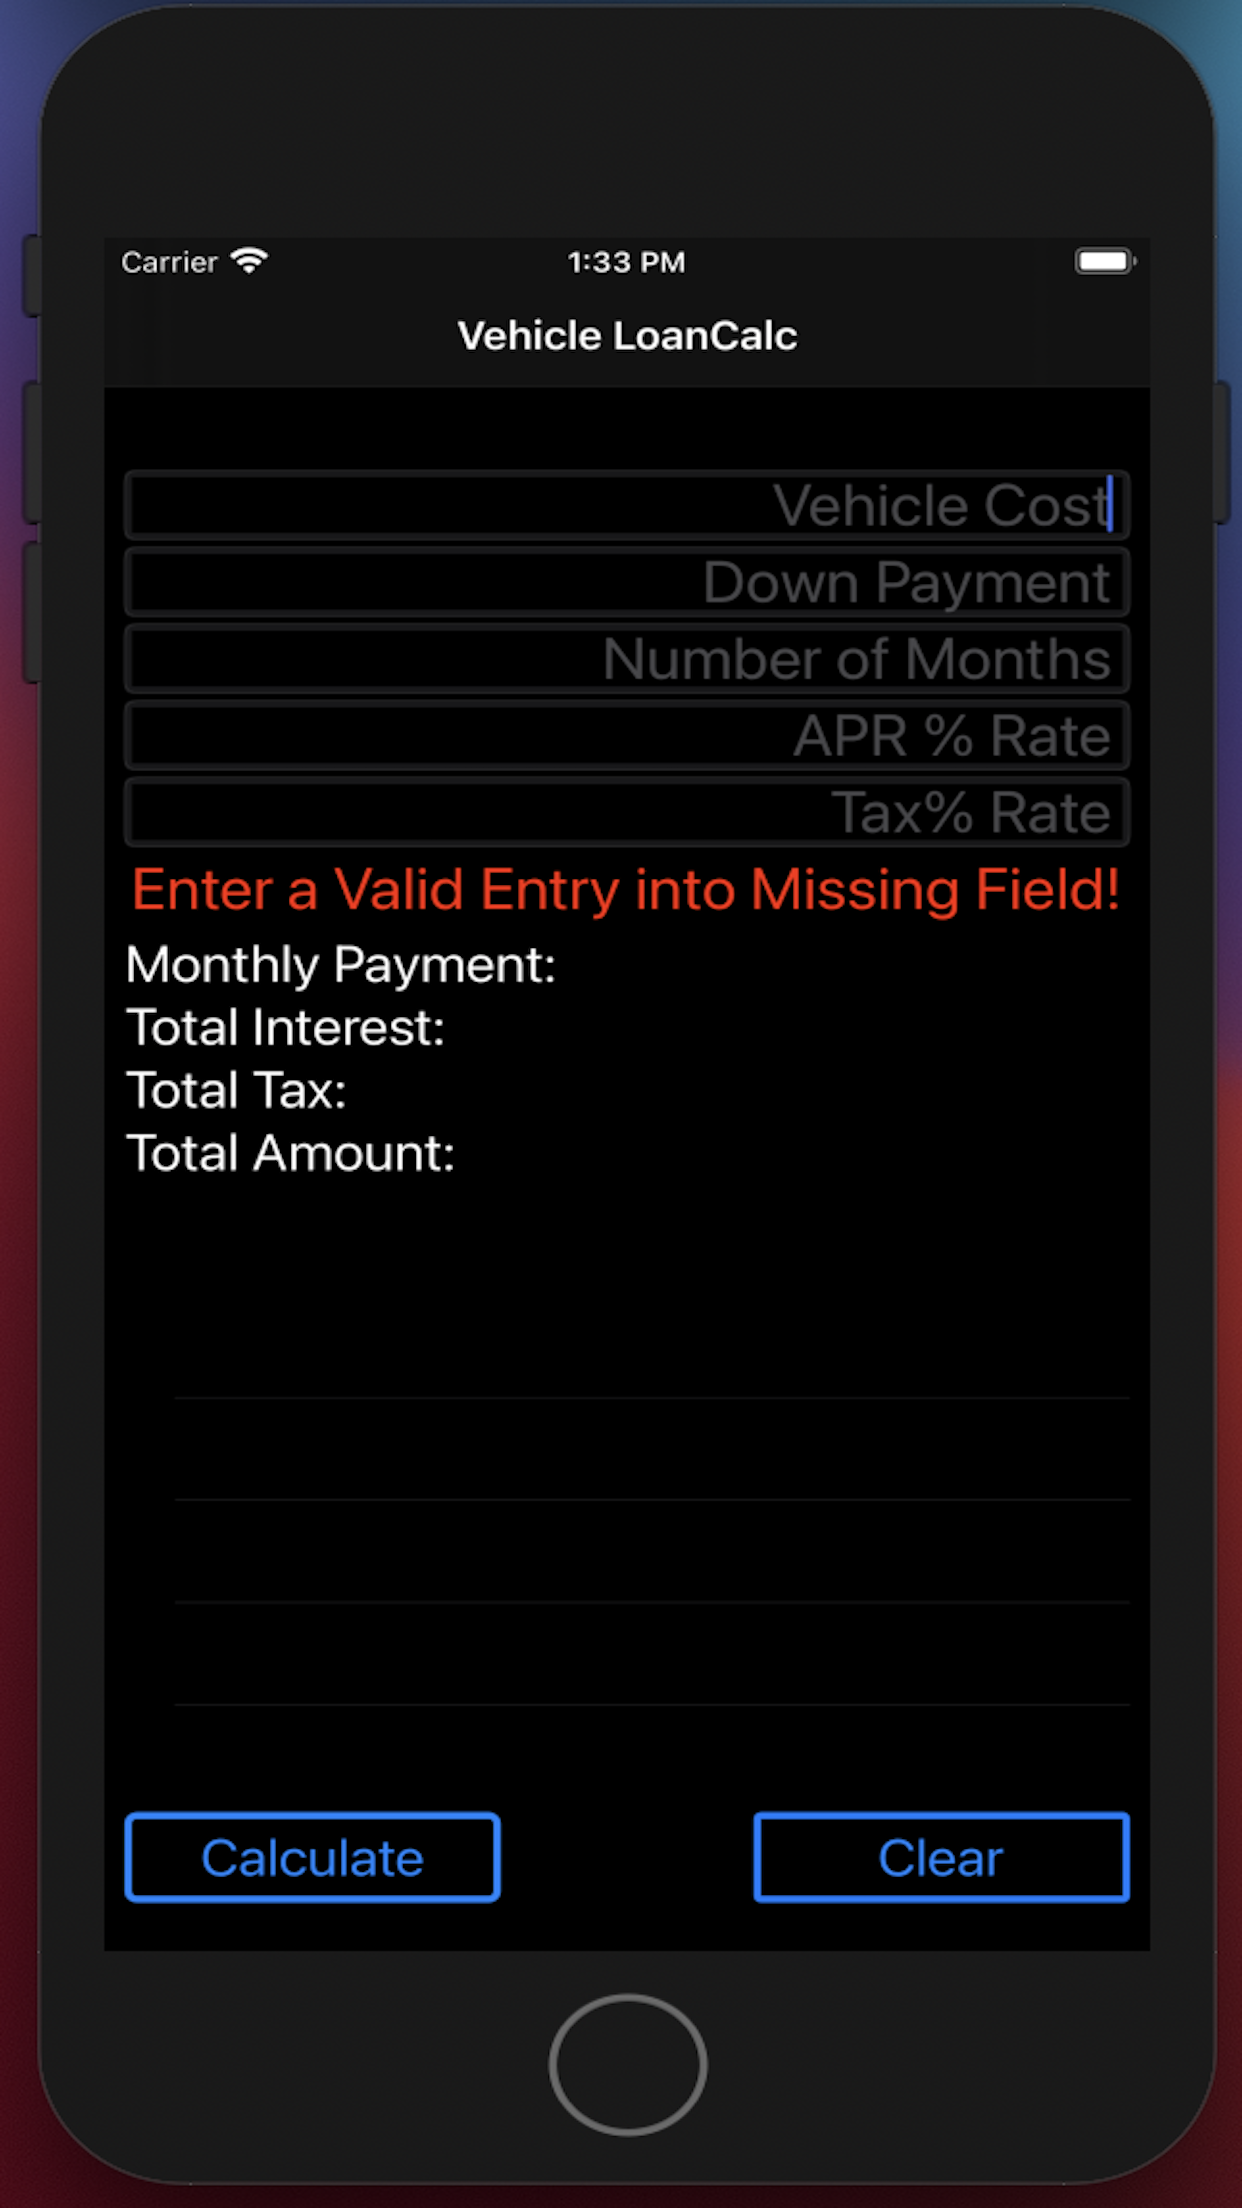 Carrier 1:33 PM
Vehicle LoanCalc
Vehicle Cost
Down Payment
Number of Months
APR % Rate
Tax% Rate
Enter a Valid Entry into Missing Field!
Monthly Payment:
Total Interest:
Total Tax:
Total Amount:
Calculate Clear